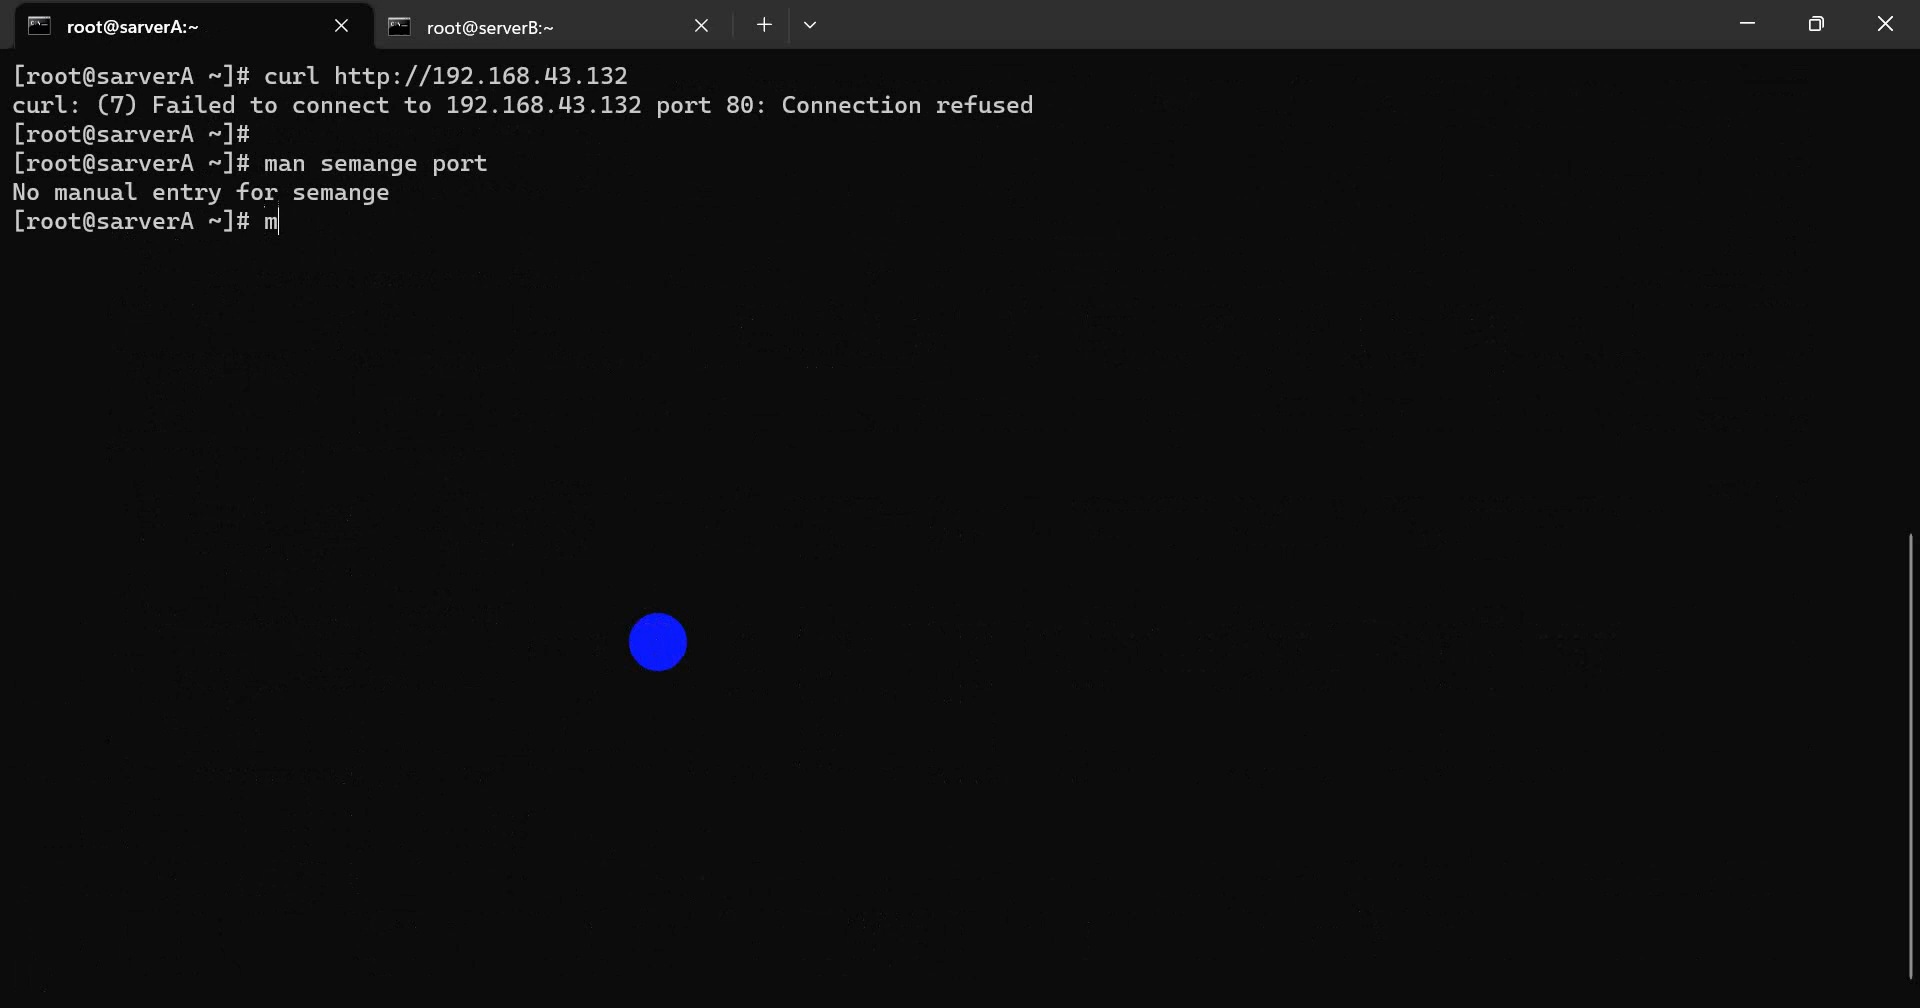 root@sarverA:~
root@serverB:~
[root@sarverA ~]# curl http://192.168.43.132
curl: (7) Failed to connect to 192.168.43.132 port 80: Connection refused
[root@sarverA ~]#
[root@sarverA ~]# man semange port
No manual entry for semange
[root@sarverA ~]# m